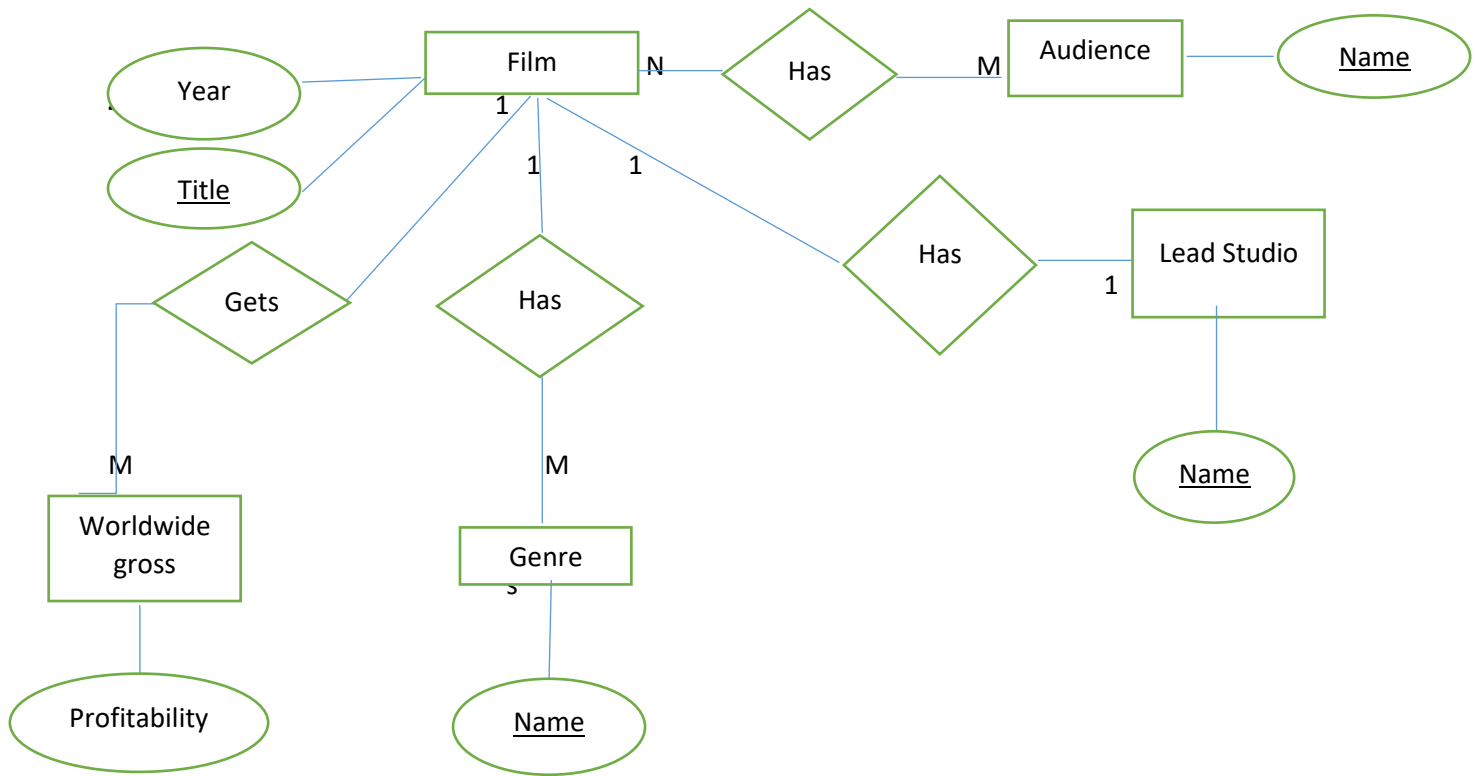 Film
N
Has
M
Audience
Name
Year
1
Title
1
1
Has
Lead Studio
1
Gets
Has
M
M
Name
Worldwide
gross
Genre
s
Profitability
Name